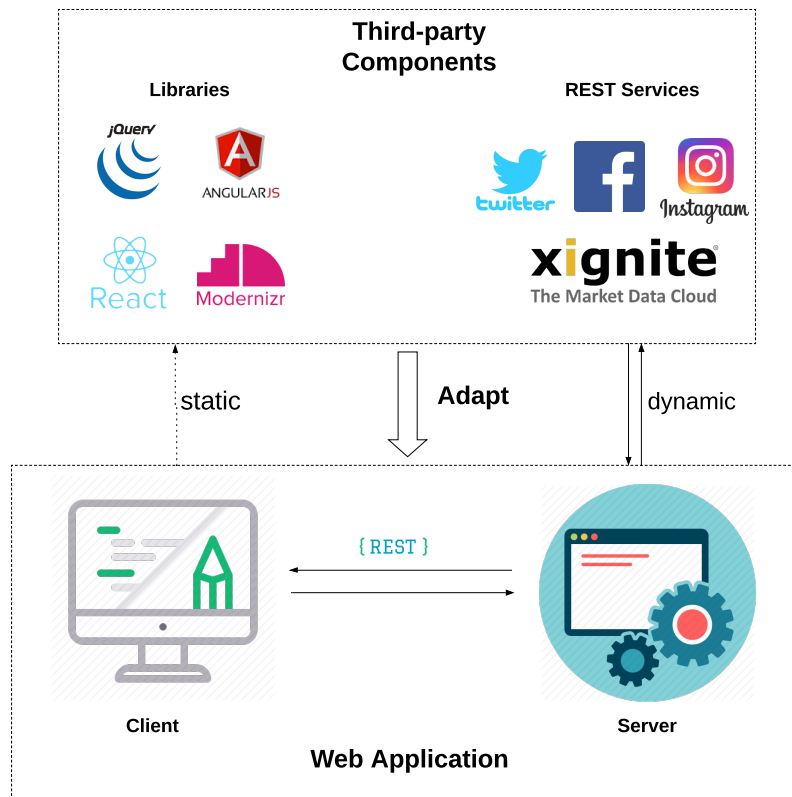 Third-party
Components
Libraries
REST Services
jQuery
ANGULARJS
twitter
Instagram
React
Modernizr
xignite®
The Market Data Cloud
static
Adapt
dynamic
{ REST }
Client
Server
Web Application